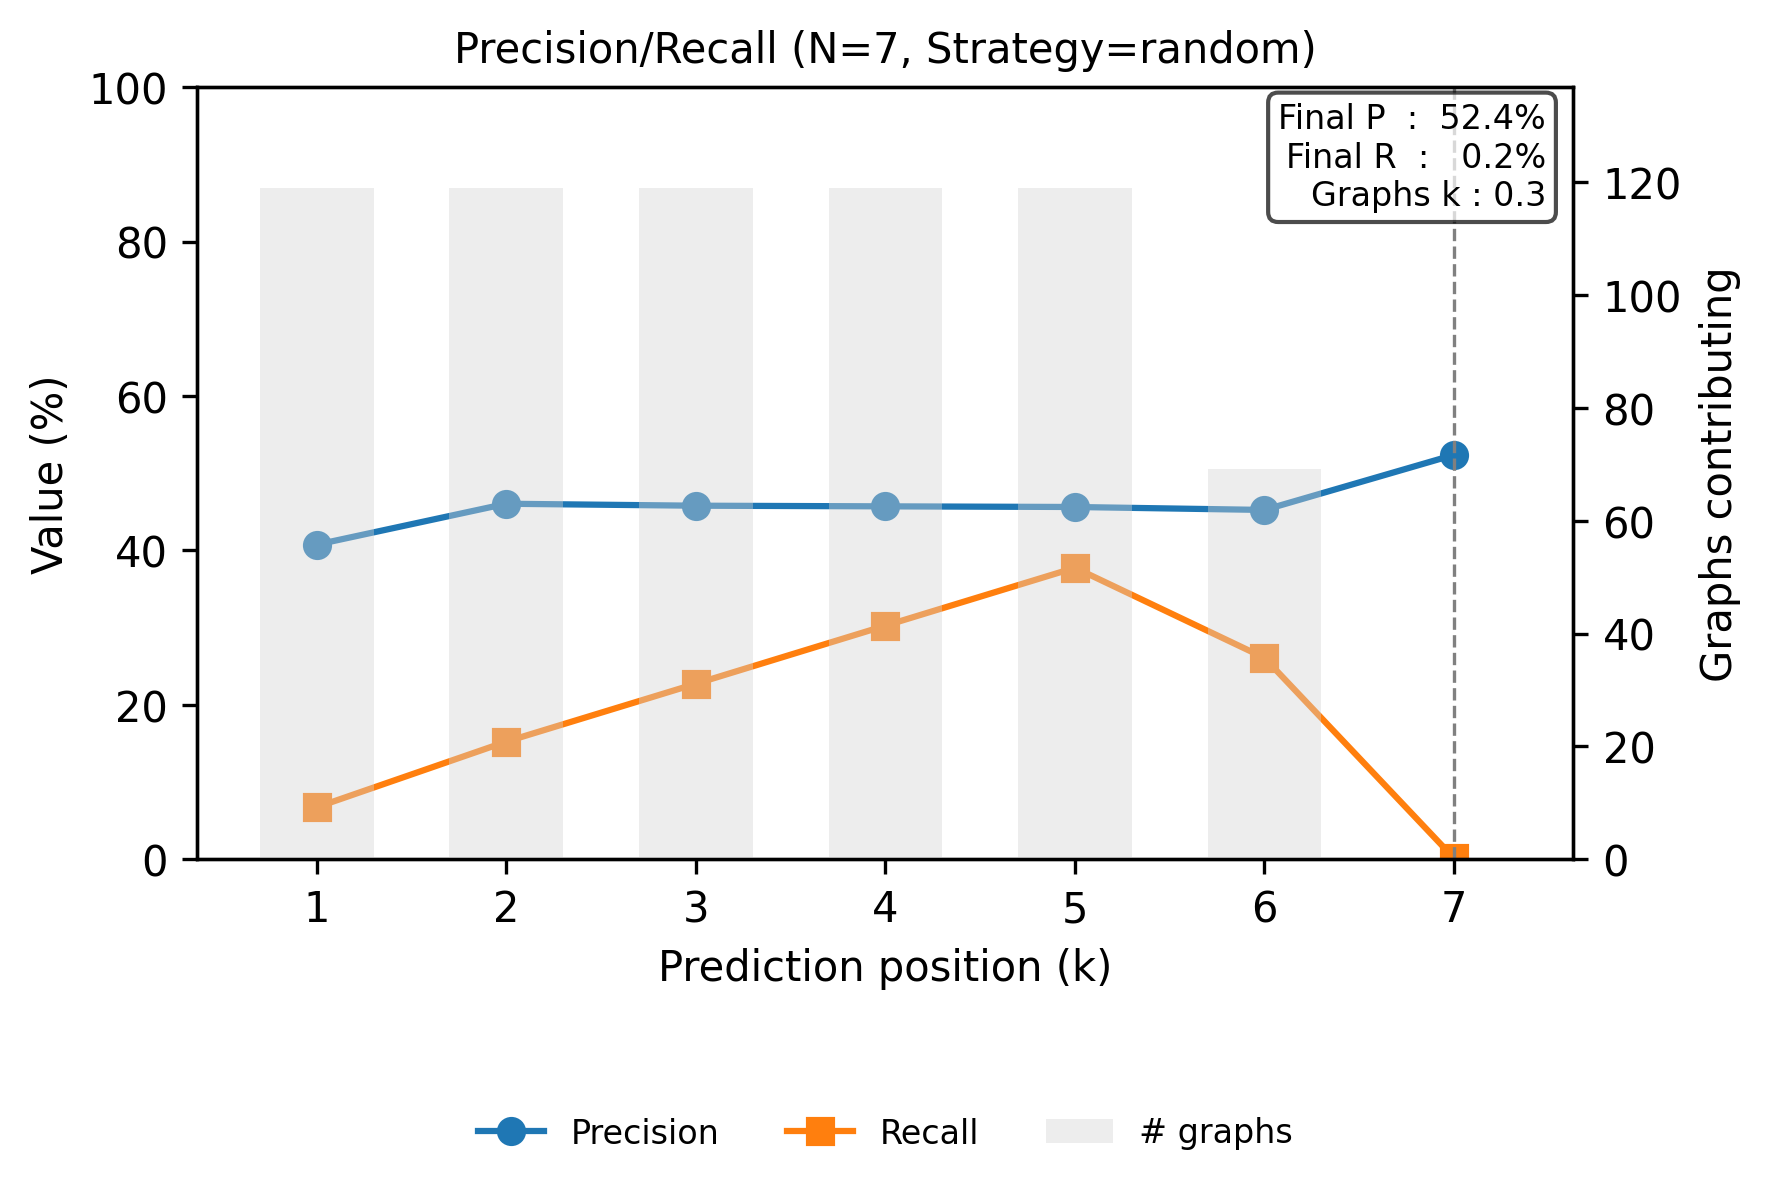 Precision/Recall (N=7, Strategy=random)
Final P : 52.4%
Final R : 0.2%
Graphs k : 0.3
100
80
60
40
20
0
Value (%)
120
100
80
60
40
20
0
Graphs contributing
1 2 3 4 5 6 7
Prediction position (k)
Precision Recall # graphs